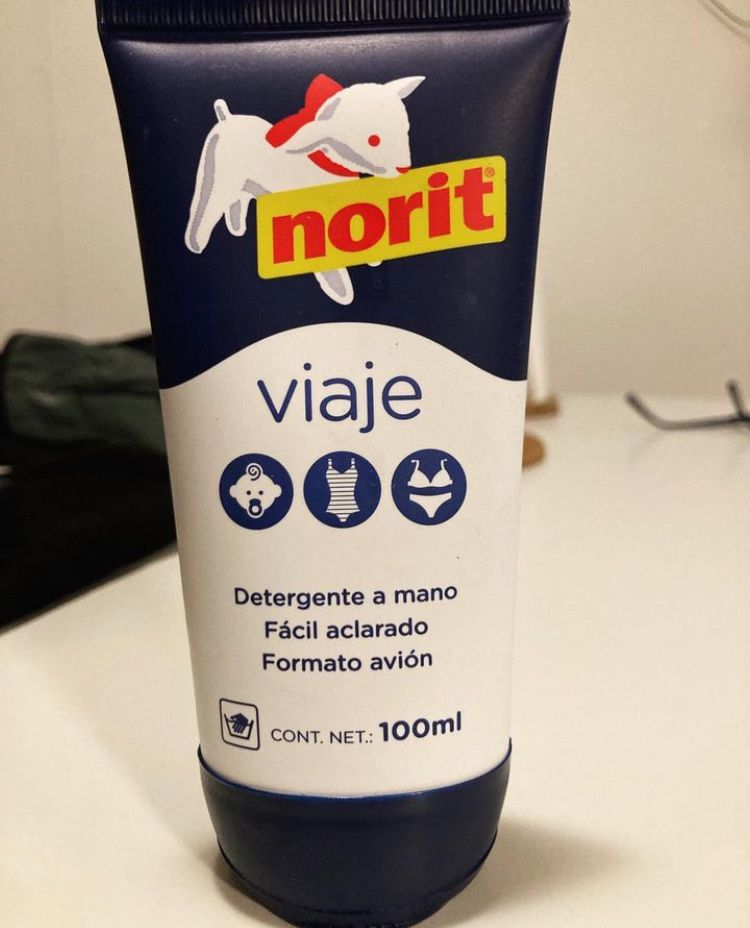 norit®
viaje
Detergente a mano
Fácil aclarado
Formato avión
CONT. NET.: 100ml